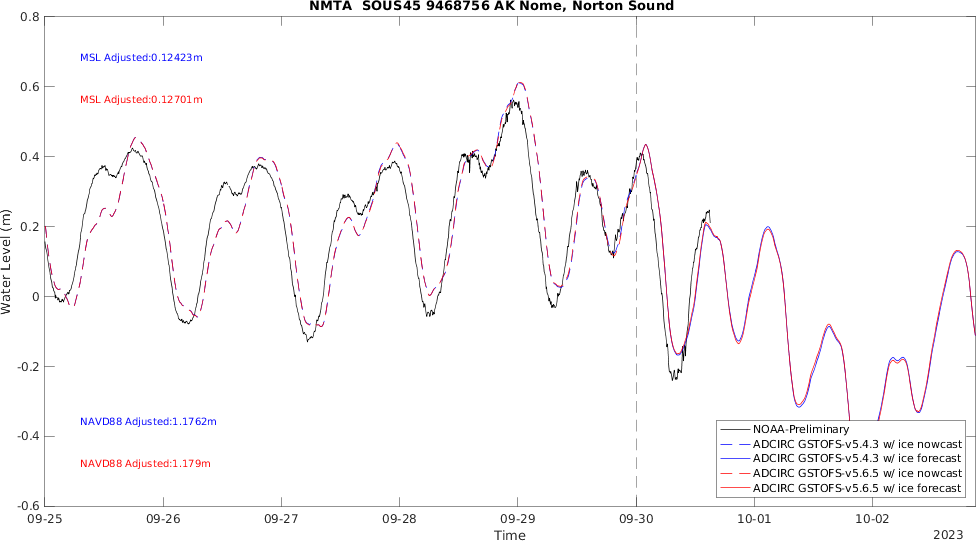 NMTA SOUS45 9468756 AK Nome, Norton Sound
0.8
MSL Adjusted:0.12423m
0.6
MSL Adjusted:0.12701m
0.4
0.2
Water Level (m)
0
-0.2
NAVD88 Adjusted:1.1762m
-0.4
NAVD88 Adjusted:1.179m
-0.6
NOAA-Preliminary
ADCIRC GSTOFS-v5.4.3 w/ ice nowcast
ADCIRC GSTOFS-v5.4.3 w/ ice forecast
ADCIRC GSTOFS-v5.6.5 w/ ice nowcast
ADCIRC GSTOFS-v5.6.5 w/ ice forecast
09-25 09-26 09-27 09-28 09-29 09-30 10-01 10-02
Time
2023